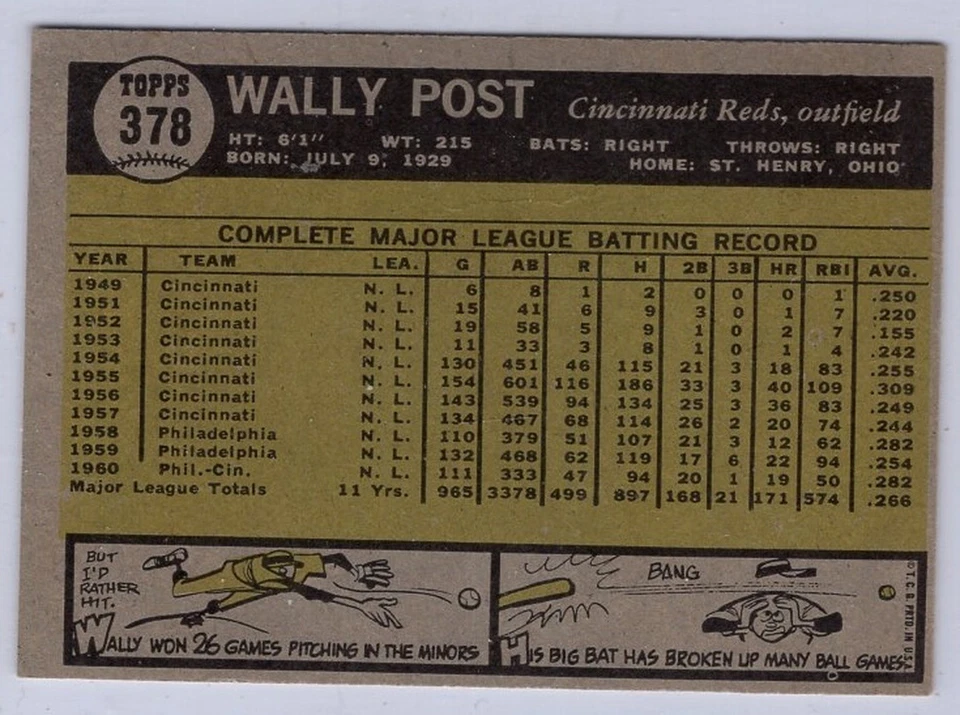 TOPPS
378
WALLY POST Cincinnati Reds, outfield
HT: 6'1" WT: 215 BATS: RIGHT THROWS: RIGHT
BORN: JULY 9, 1929 HOME: ST. HENRY, OHIO
COMPLETE MAJOR LEAGUE BATTING RECORD
YEAR TEAM LEA. G AB R H 2B 3B HR RBI AVG.
1949 Cincinnati N. L. 6 8 1 2 0 0 0 1 .250
1951 Cincinnati N. L. 15 41 6 9 3 0 1 7 .220
1952 Cincinnati N. L. 19 58 5 9 1 0 2 7 .155
1953 Cincinnati N. L. 11 33 3 8 1 0 1 4 .242
1954 Cincinnati N. L. 130 451 46 115 21 3 18 83 .255
1955 Cincinnati N. L. 154 601 116 186 33 3 40 109 .309
1956 Cincinnati N. L. 143 539 94 134 25 3 36 83 .249
1957 Cincinnati N. L. 134 467 68 114 26 2 20 74 .244
1958 Philadelphia N. L. 110 379 51 107 21 3 12 62 .282
1959 Philadelphia N. L. 132 468 62 119 17 6 22 94 .254
1960 Phil.-Cin. N. L. 111 333 47 94 20 1 19 50 .282
Major League Totals 11 Yrs. 965 3378 499 897 168 21 171 574 .266
BUT
I'D
RATHER
HIT.
WALLY WON 26 GAMES PITCHING IN THE MINORS
BANG
HIS BIG BAT HAS BROKEN UP MANY BALL GAMES.
© T. C. G. PRTD. IN U.S.A.